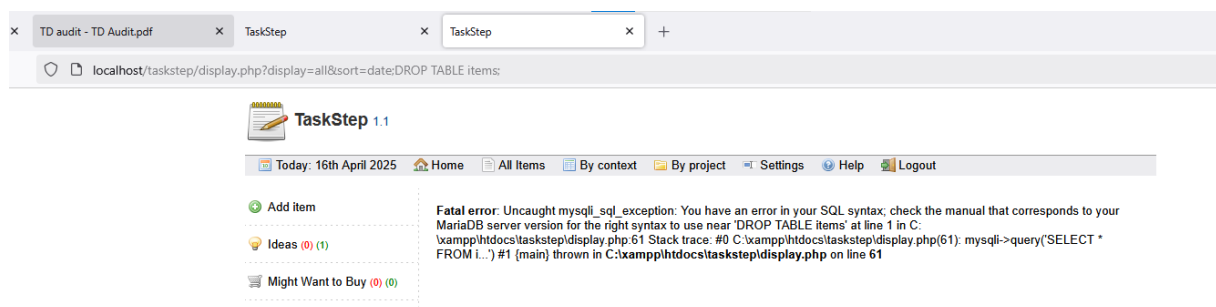 TD audit - TD Audit.pdf
TaskStep
TaskStep
localhost/taskstep/display.php?display=all&sort=date;DROP TABLE items;
TaskStep 1.1
Today: 16th April 2025 Home All Items By context By project Settings Help Logout
Add item
Ideas (0) (1)
Might Want to Buy (0) (0)
Fatal error: Uncaught mysqli_sql_exception: You have an error in your SQL syntax; check the manual that corresponds to your
MariaDB server version for the right syntax to use near 'DROP TABLE items' at line 1 in C:
\xampp\htdocs\taskstep\display.php:61 Stack trace: #0 C:\xampp\htdocs\taskstep\display.php(61): mysqli->query('SELECT *
FROM i...') #1 {main} thrown in C:\xampp\htdocs\taskstep\display.php on line 61